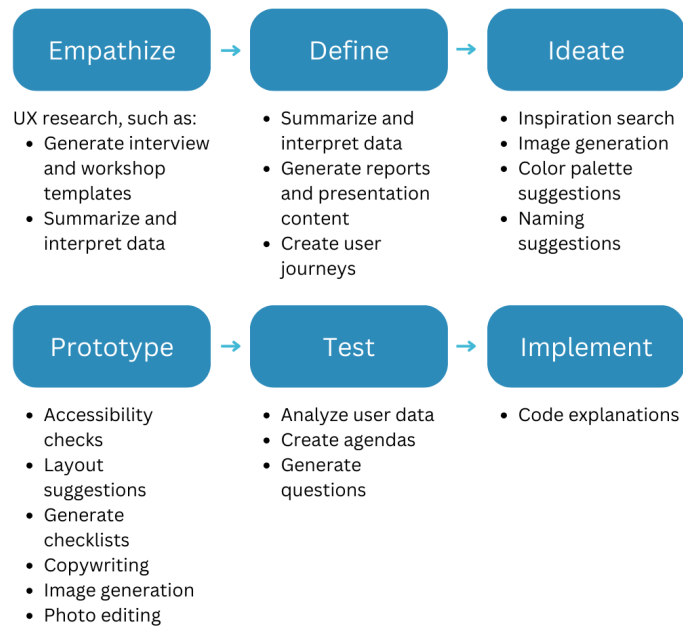 Empathize
Define
Ideate
UX research, such as:
• Generate interview
and workshop
templates
• Summarize and
interpret data
• Summarize and
interpret data
• Generate reports
and presentation
content
• Create user
journeys
• Inspiration search
• Image generation
• Color palette
suggestions
• Naming
suggestions
Prototype
Test
Implement
• Accessibility
checks
• Layout
suggestions
• Generate
checklists
• Copywriting
• Image generation
• Photo editing
• Analyze user data
• Create agendas
• Generate
questions
• Code explanations